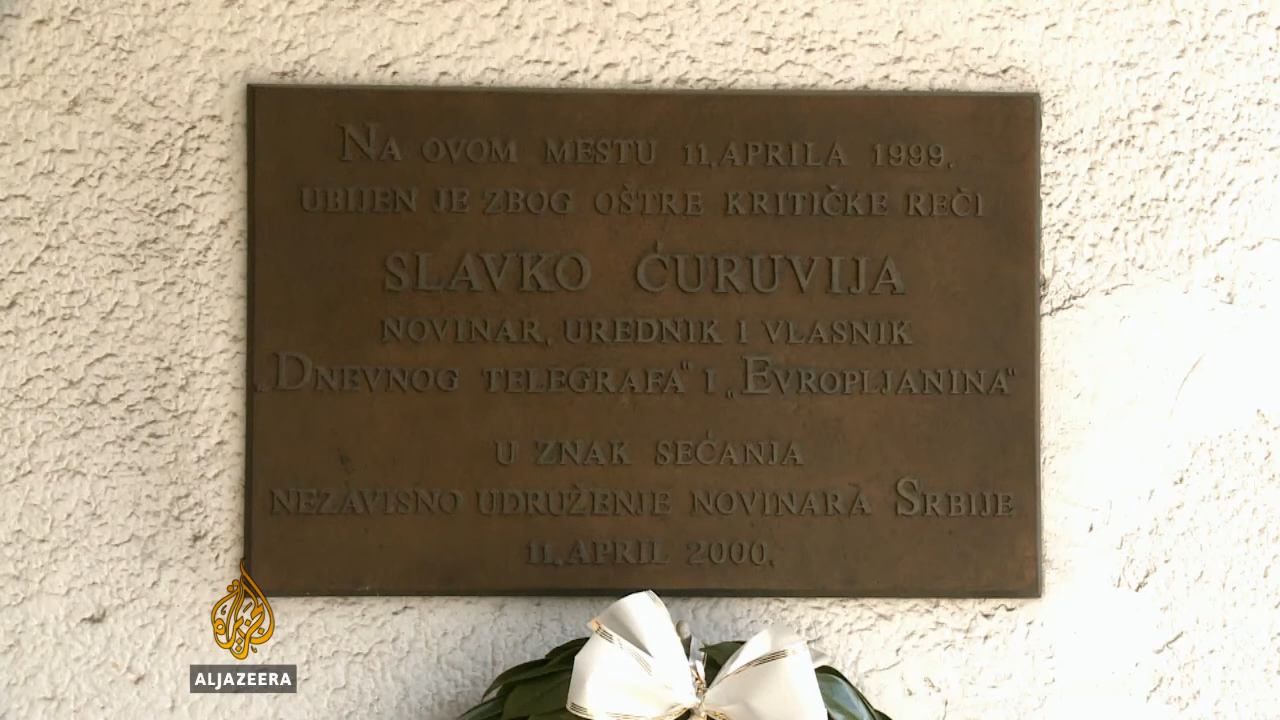 NA OVOM MESTU 11. APRILA 1999.
UBIJEN JE ZBOG OŠTRE KRITIČKE REČI
SLAVKO ĆURUVIJA
NOVINAR, UREDNIK I VLASNIK
„DNEVNOG TELEGRAFA“ I „EVROPLJANINA“
U ZNAK SEĆANJA
NEZAVISNO UDRUŽENJE NOVINARA SRBIJE
11. APRIL 2000.
الجزيرة
ALJAZEERA